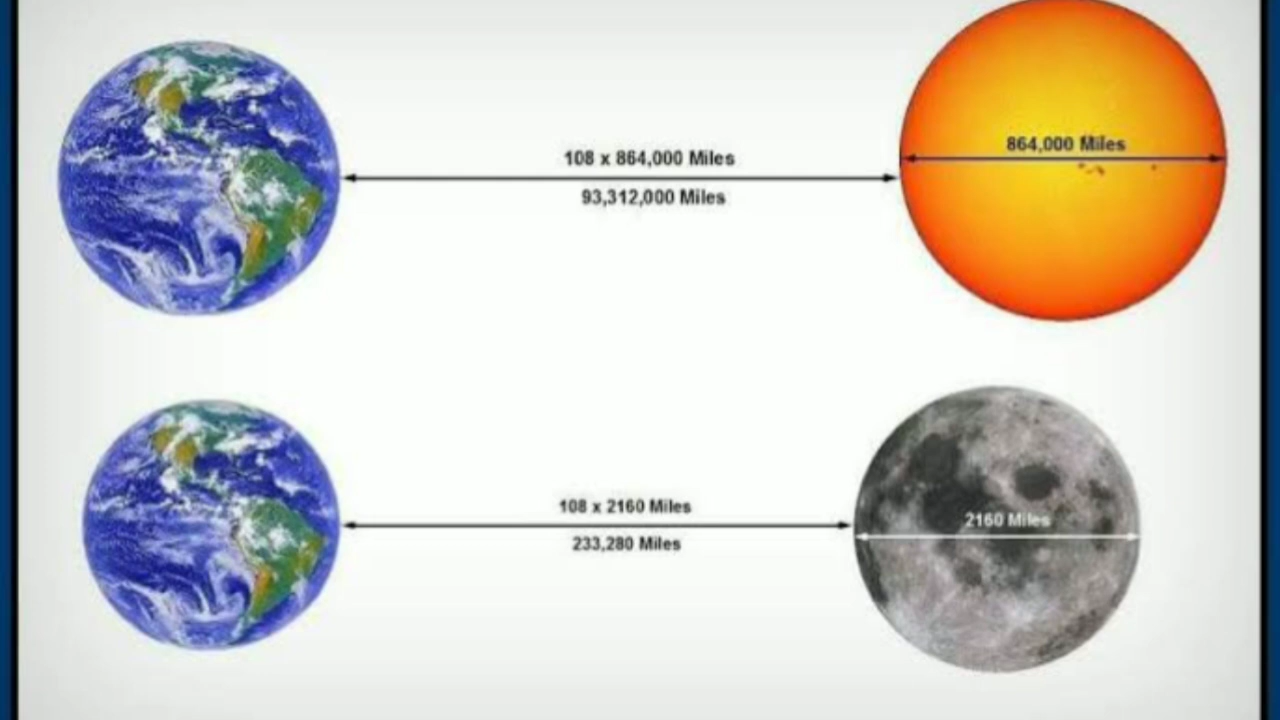 108 x 864,000 Miles
93,312,000 Miles
864,000 Miles
108 x 2160 Miles
233,280 Miles
2160 Miles